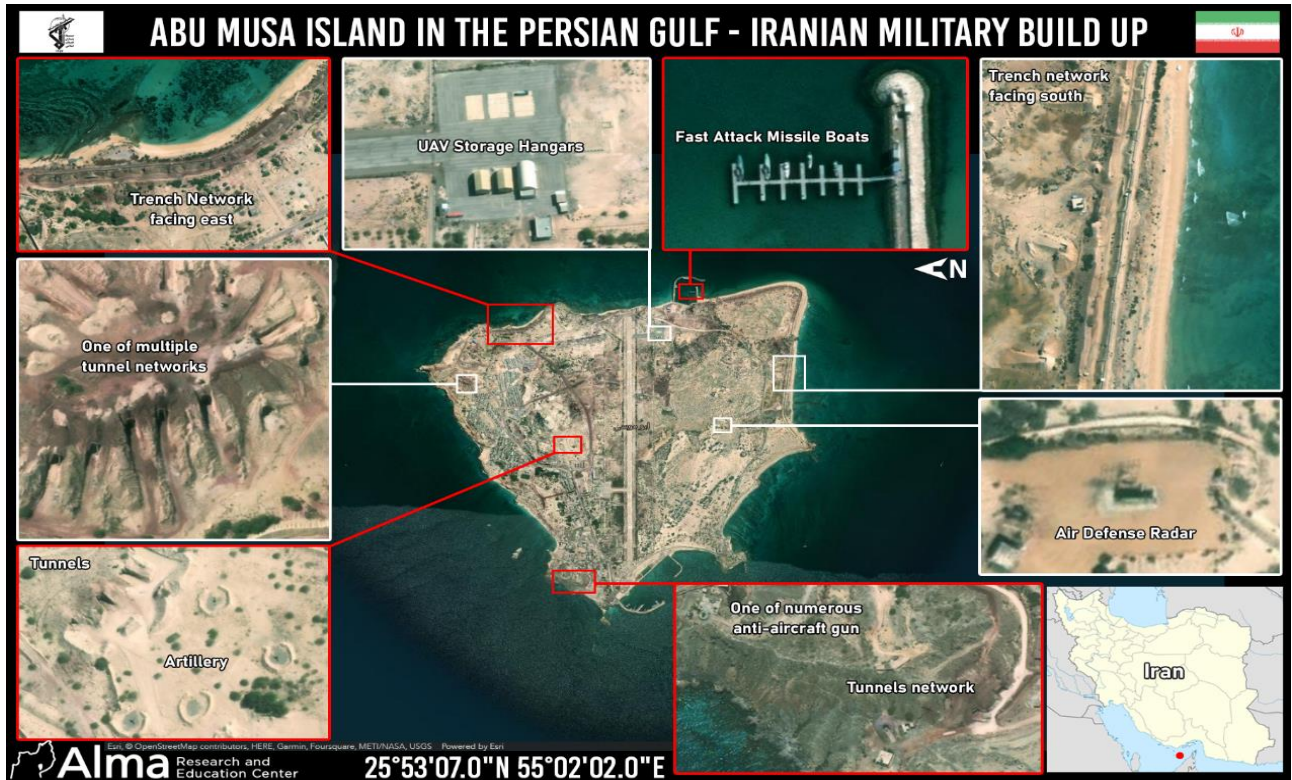 ABU MUSA ISLAND IN THE PERSIAN GULF - IRANIAN MILITARY BUILD UP
Trench Network
facing east
UAV Storage Hangars
Fast Attack Missile Boats
Trench network
facing south
N
One of multiple
tunnel networks
Air Defense Radar
Tunnels
Artillery
One of numerous
anti-aircraft gun
Tunnels network
Iran
Esri, © OpenStreetMap contributors, HERE, Garmin, Foursquare, METI/NASA, USGS Powered by Esri
Alma Research and
Education Center
25°53'07.0"N 55°02'02.0"E